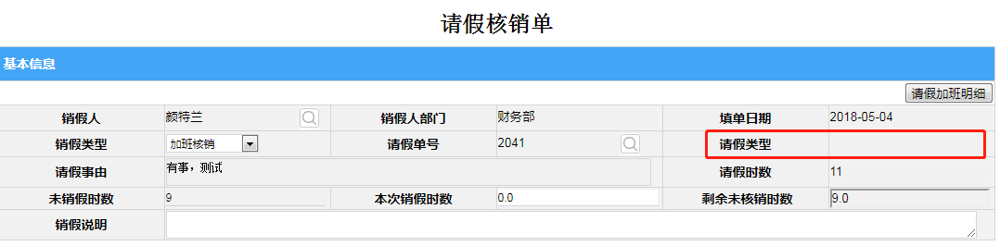 请假核销单
基本信息
请假加班明细
销假人 颜特兰 销假人部门 财务部 填单日期 2018-05-04
销假类型 加班核销 请假单号 2041 请假类型
请假事由 有事，测试 请假时数 11
未销假时数 9 本次销假时数 0.0 剩余未核销时数 9.0
销假说明